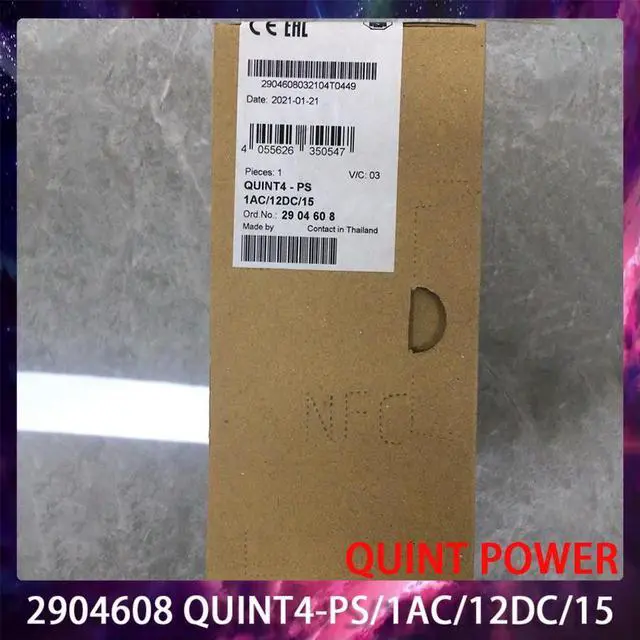 CE EAC
2904608032104T0449
Date: 2021-01-21
4 055626 350547
Pieces: 1 V/C: 03
QUINT4 - PS
1AC/12DC/15
Ord.No.: 29 04 60 8
Made by Contact in Thailand
NFC
QUINT POWER
2904608 QUINT4-PS/1AC/12DC/15